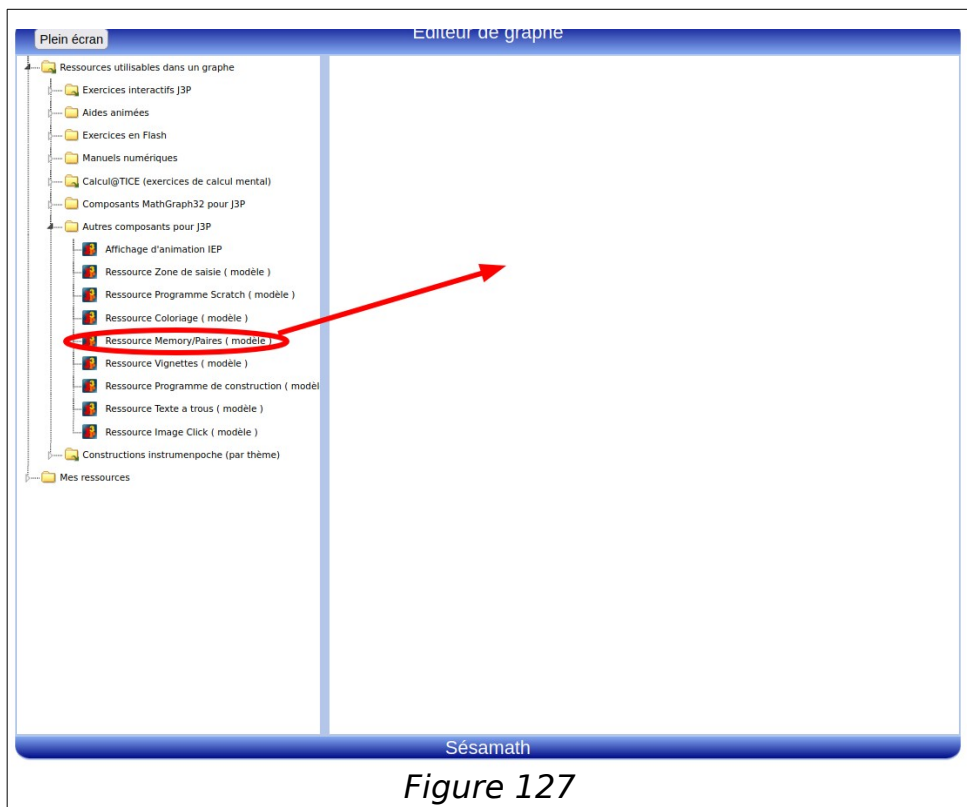 Plein écran
Editeur de graphe
Ressources utilisables dans un graphe
Exercices interactifs J3P
Aides animées
Exercices en Flash
Manuels numériques
Calcul@TICE (exercices de calcul mental)
Composants MathGraph32 pour J3P
Autres composants pour J3P
Affichage d'animation IEP
Ressource Zone de saisie ( modèle )
Ressource Programme Scratch ( modèle )
Ressource Coloriage ( modèle )
Ressource Memory/Paires ( modèle )
Ressource Vignettes ( modèle )
Ressource Programme de construction ( modèl
Ressource Texte a trous ( modèle )
Ressource Image Click ( modèle )
Constructions instrumenpoche (par thème)
Mes ressources
Sésamath
Figure 127